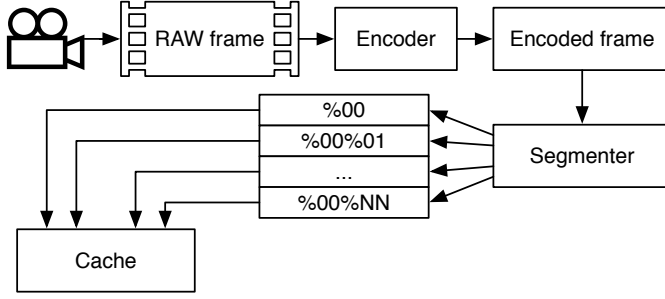 RAW frame
Encoder
Encoded frame
%00
%00%01
...
%00%NN
Segmenter
Cache